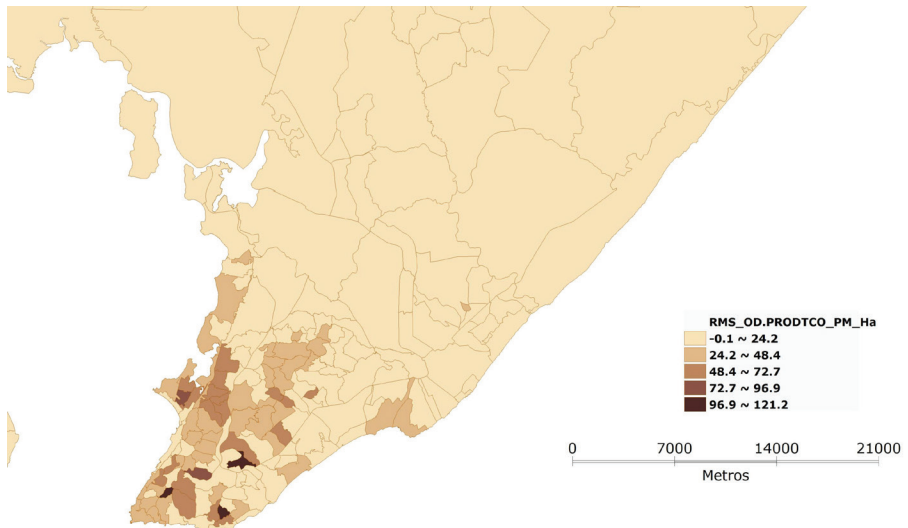 RMS_OD.PRODTCO_PM_Ha
-0.1 ~ 24.2
24.2 ~ 48.4
48.4 ~ 72.7
72.7 ~ 96.9
96.9 ~ 121.2
0 7000 14000 21000
Metros